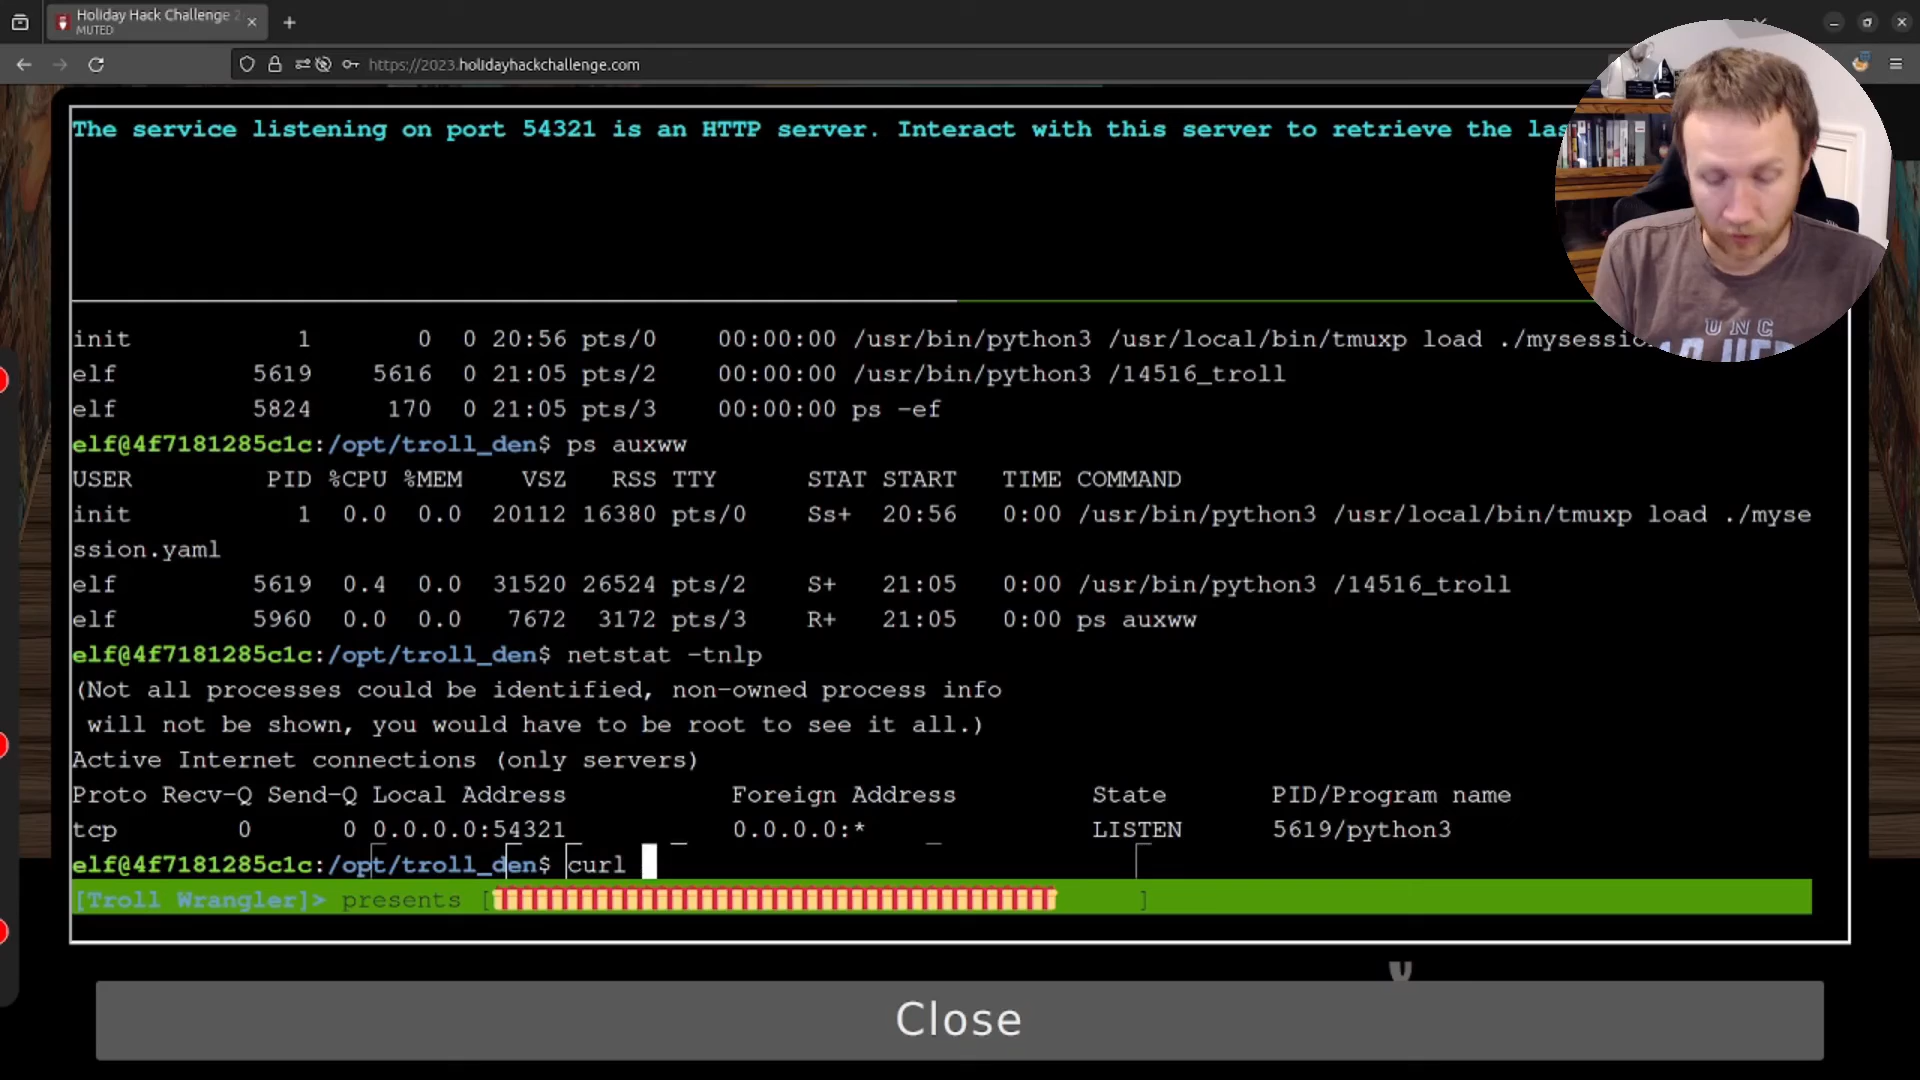 Holiday Hack Challenge 2
MUTED
https://2023.holidayhackchallenge.com
The service listening on port 54321 is an HTTP server. Interact with this server to retrieve the las
init 1 0 0 20:56 pts/0 00:00:00 /usr/bin/python3 /usr/local/bin/tmuxp load ./mysessio
elf 5619 5616 0 21:05 pts/2 00:00:00 /usr/bin/python3 /14516_troll
elf 5824 170 0 21:05 pts/3 00:00:00 ps -ef
elf@4f7181285c1c:/opt/troll_den$ ps auxww
USER PID %CPU %MEM VSZ RSS TTY STAT START TIME COMMAND
init 1 0.0 0.0 20112 16380 pts/0 Ss+ 20:56 0:00 /usr/bin/python3 /usr/local/bin/tmuxp load ./myse
ssion.yaml
elf 5619 0.4 0.0 31520 26524 pts/2 S+ 21:05 0:00 /usr/bin/python3 /14516_troll
elf 5960 0.0 0.0 7672 3172 pts/3 R+ 21:05 0:00 ps auxww
elf@4f7181285c1c:/opt/troll_den$ netstat -tnlp
(Not all processes could be identified, non-owned process info
will not be shown, you would have to be root to see it all.)
Active Internet connections (only servers)
Proto Recv-Q Send-Q Local Address Foreign Address State PID/Program name
tcp 0 0 0.0.0.0:54321 0.0.0.0:* LISTEN 5619/python3
elf@4f7181285c1c:/opt/troll_den$ curl
[Troll Wrangler]> presents [ ]
Close
UNC